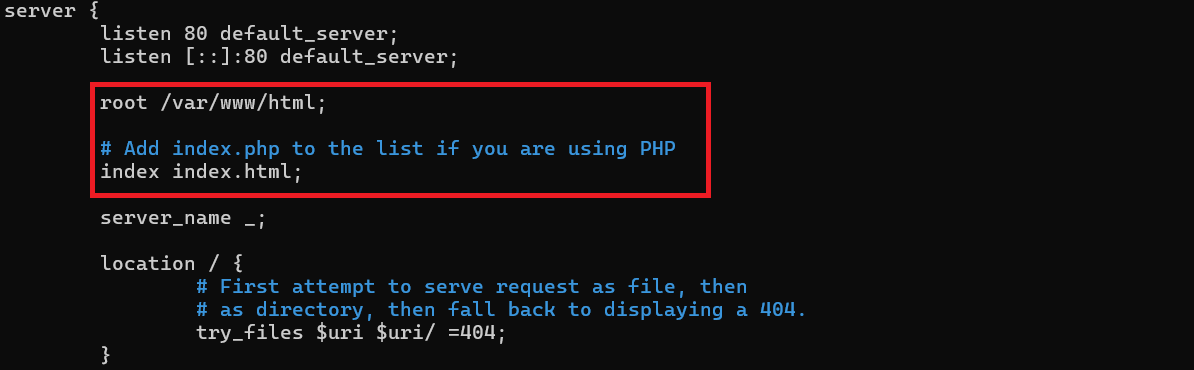 server {
listen 80 default_server;
listen [::]:80 default_server;
root /var/www/html;
# Add index.php to the list if you are using PHP
index index.html;
server_name _;
location / {
# First attempt to serve request as file, then
# as directory, then fall back to displaying a 404.
try_files $uri $uri/ =404;
}